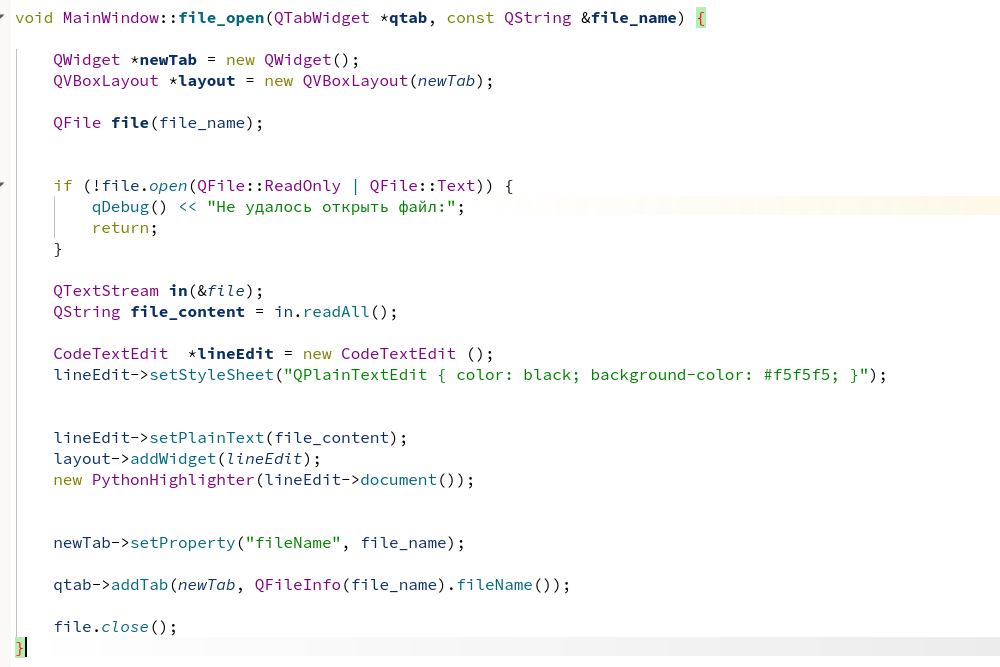 void MainWindow::file_open(QTabWidget *qtab, const QString &file_name) {
QWidget *newTab = new QWidget();
QVBoxLayout *layout = new QVBoxLayout(newTab);
QFile file(file_name);
if (!file.open(QFile::ReadOnly | QFile::Text)) {
qDebug() << "Не удалось открыть файл:";
return;
}
QTextStream in(&file);
QString file_content = in.readAll();
CodeTextEdit  *lineEdit = new CodeTextEdit ();
lineEdit->setStyleSheet("QPlainTextEdit { color: black; background-color: #f5f5f5; }");
lineEdit->setPlainText(file_content);
layout->addWidget(lineEdit);
new PythonHighlighter(lineEdit->document());
newTab->setProperty("fileName", file_name);
qtab->addTab(newTab, QFileInfo(file_name).fileName());
file.close();
}